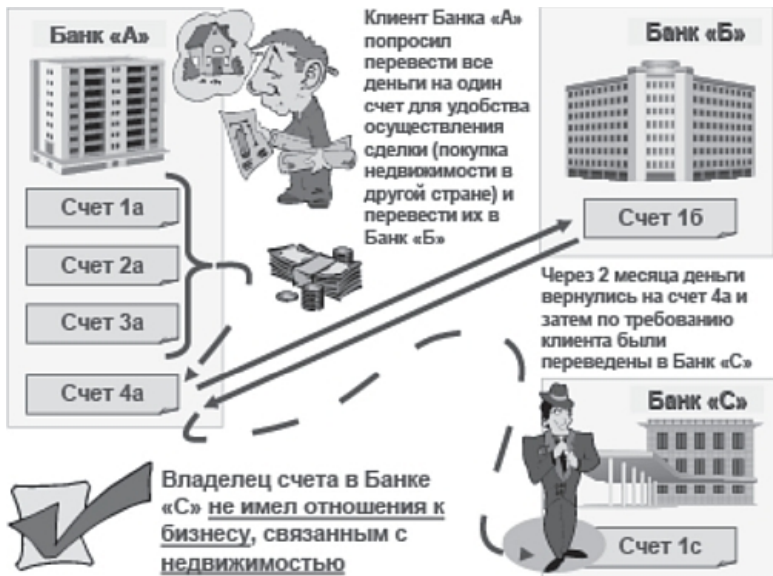 Банк «А»
Клиент Банка «А»
попросил
перевести все
деньги на один
счет для удобства
осуществления
сделки (покупка
недвижимости в
другой стране) и
перевести их в
Банк «Б»
Банк «Б»
Счет 1а
Счет 2а
Счет 3а
Счет 4а
Счет 1б
Через 2 месяца деньги
вернулись на счет 4а и
затем по требованию
клиента были
переведены в Банк «С»
Банк «С»
Счет 1с
Владелец счета в Банке
«С» не имел отношения к
бизнесу, связанным с
недвижимостью